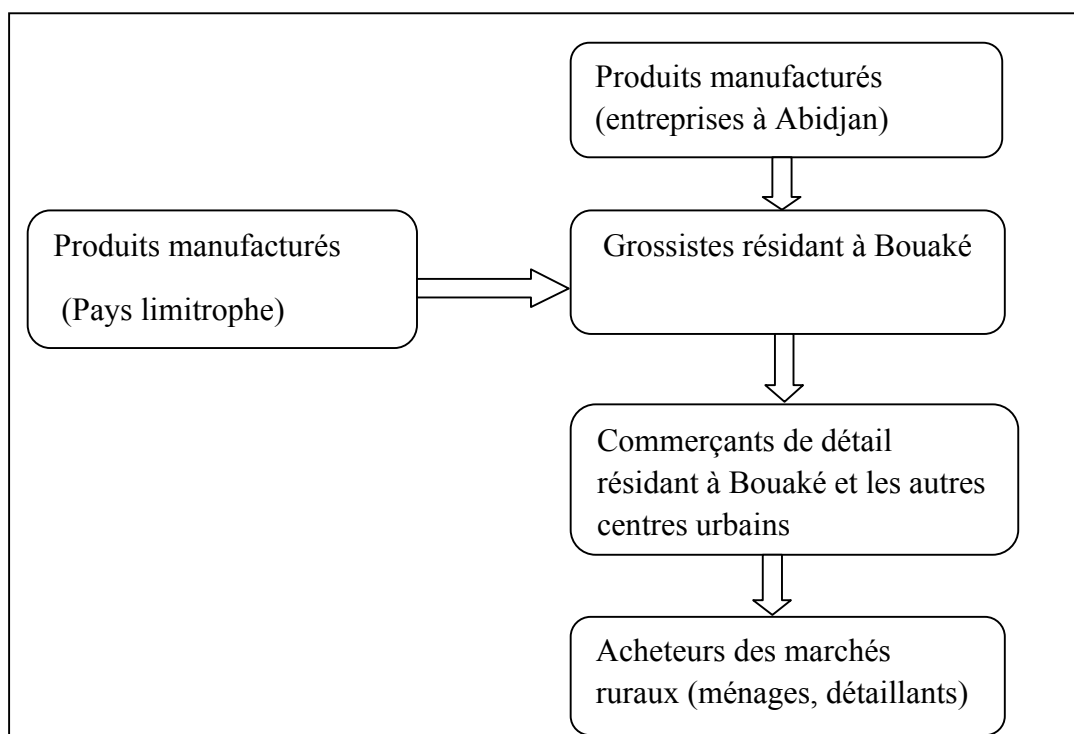 Produits manufacturés
(entreprises à Abidjan)
Produits manufacturés
(Pays limitrophe)
Grossistes résidant à Bouaké
Commerçants de détail
résidant à Bouaké et les autres
centres urbains
Acheteurs des marchés
ruraux (ménages, détaillants)